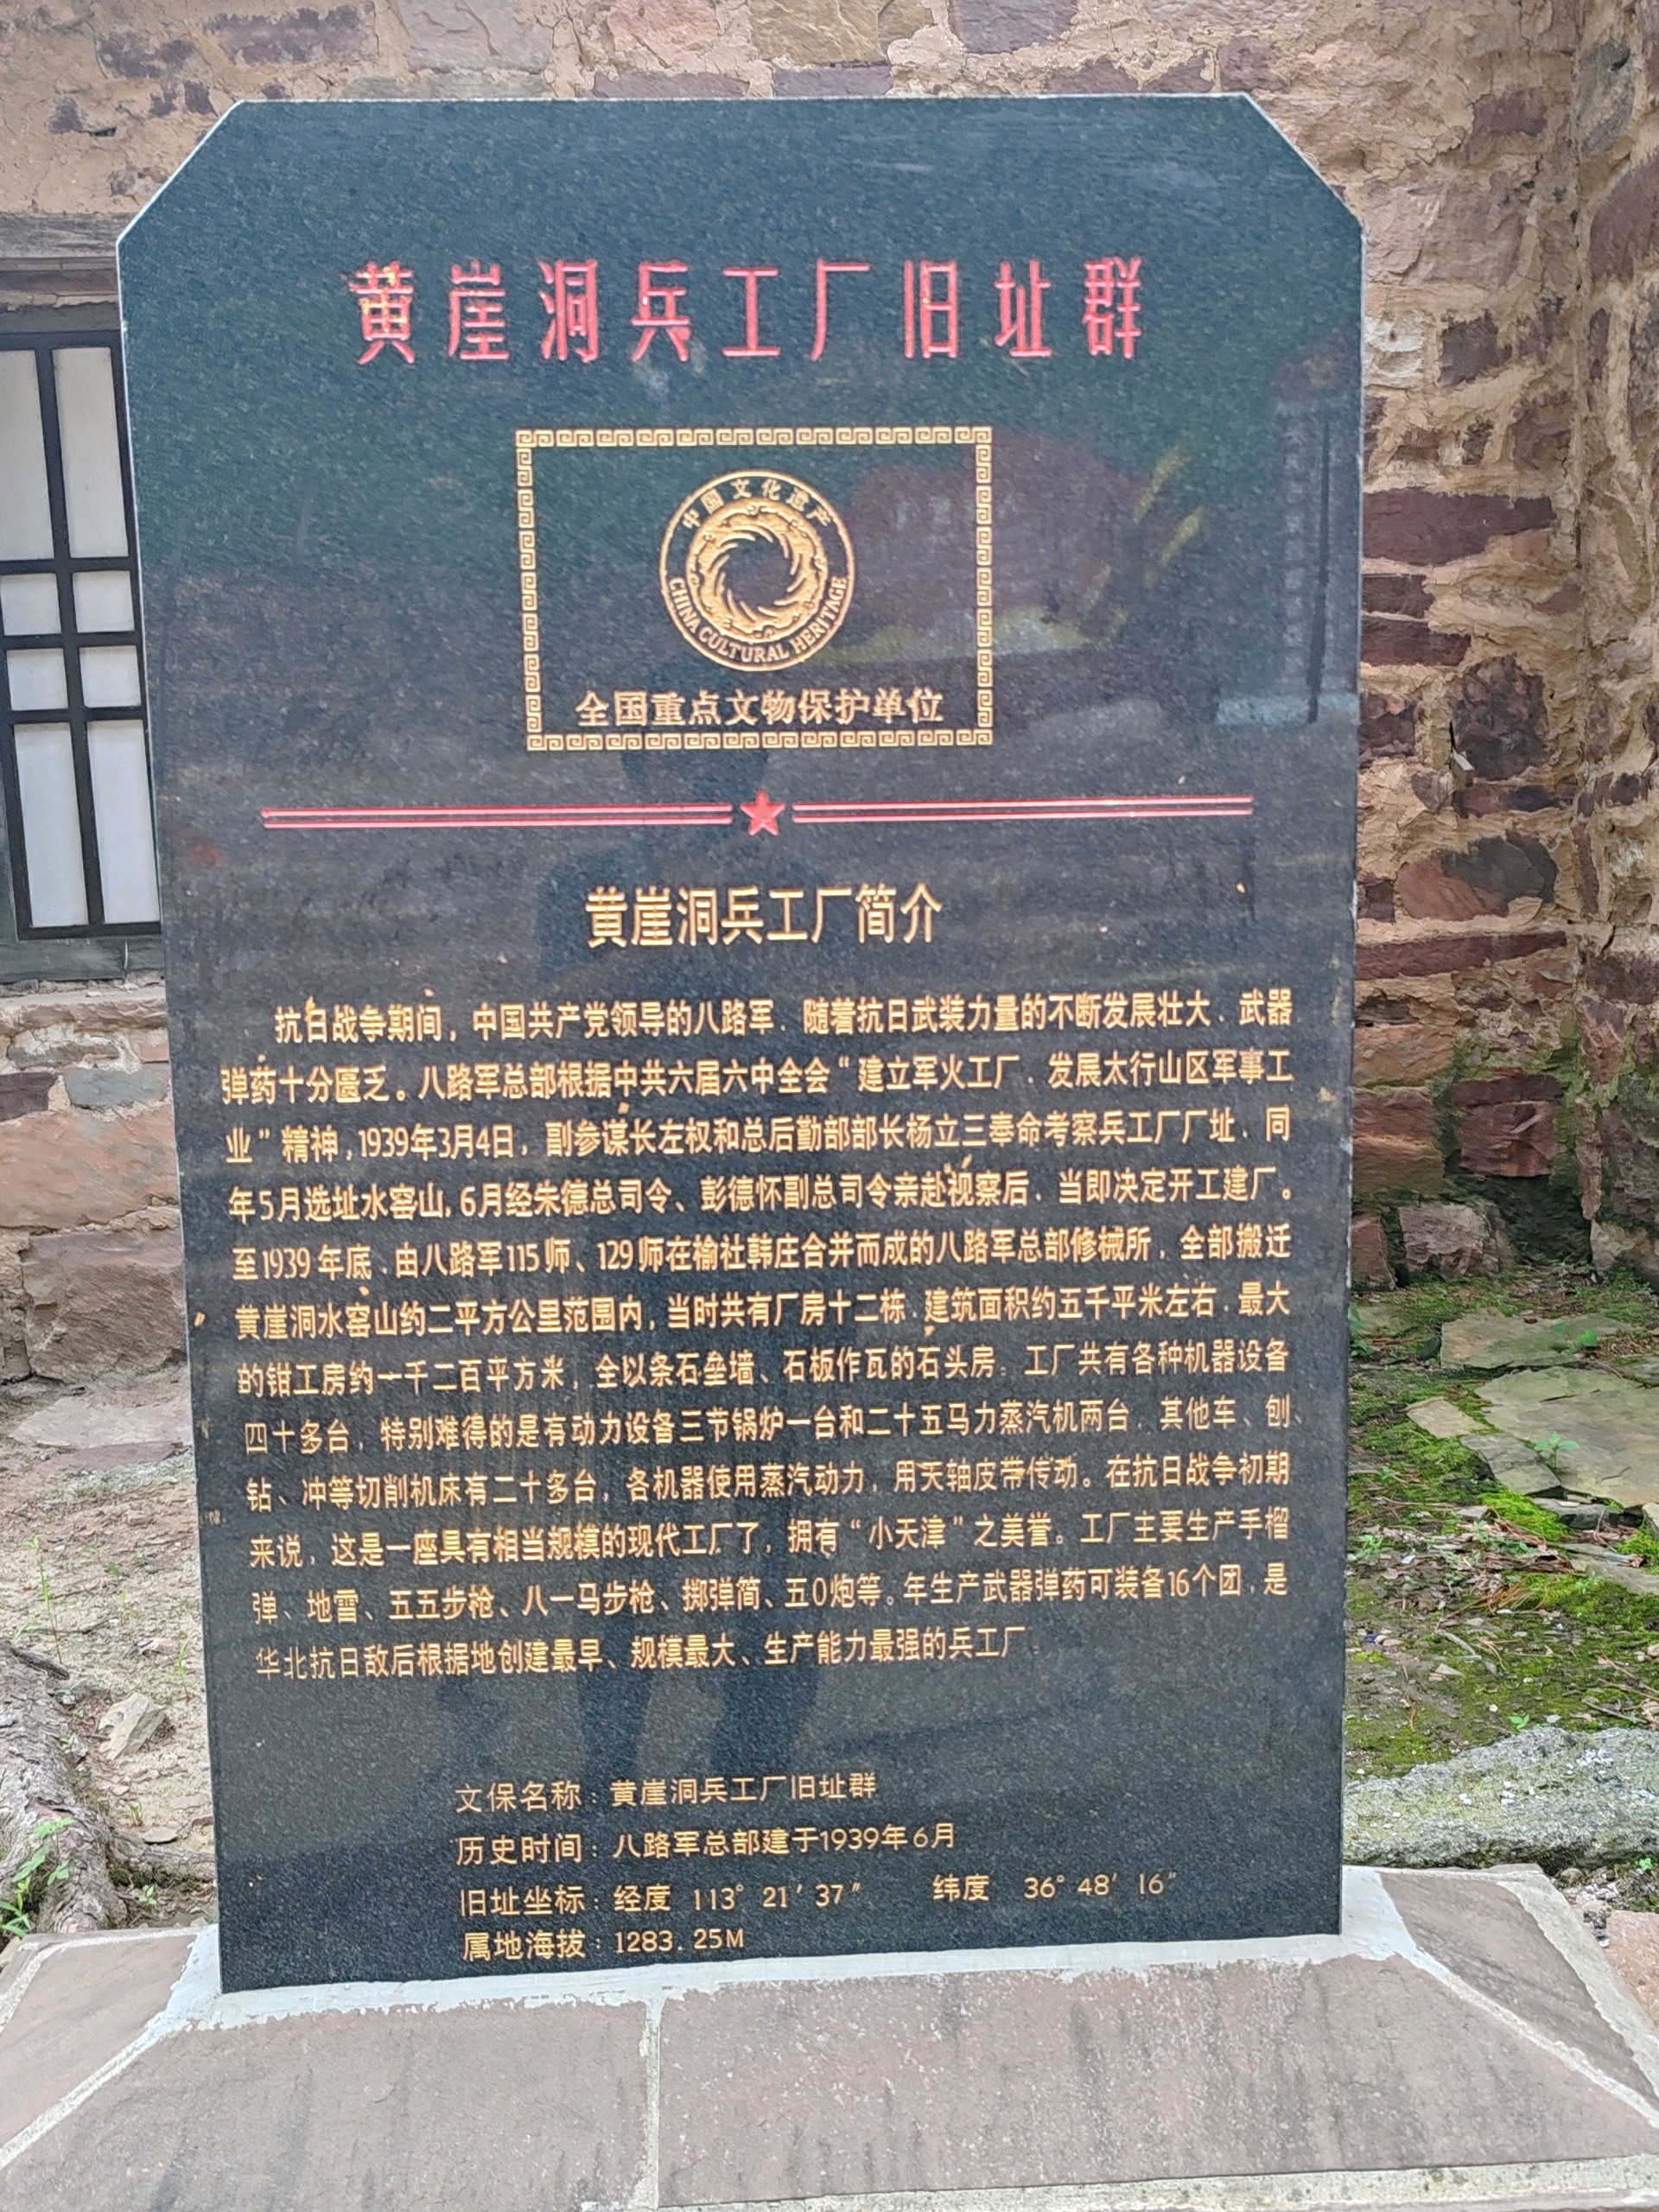 黄崖洞兵工厂旧址群
中国文化遗产
CHINA CULTURAL HERITAGE
全国重点文物保护单位
黄崖洞兵工厂简介
抗日战争期间，中国共产党领导的八路军．随着抗日武装力量的不断发展壮大．武器
弹药十分匮乏。八路军总部根据中共六届六中全会“建立军火工厂．发展太行山区军事工
业”精神，1939年3月4日，副参谋长左权和总后勤部部长杨立三奉命考察兵工厂厂址．同
年5月选址水窑山，6月经朱德总司令、彭德怀副总司令亲赴视察后．当即决定开工建厂。
至1939年底．由八路军115师、129师在榆社韩庄合并而成的八路军总部修械所，全部搬迁
黄崖洞水窑山约二平方公里范围内，当时共有厂房十二栋．建筑面积约五千平米左右．最大
的钳工房约一千二百平方米，全以条石垒墙、石板作瓦的石头房。工厂共有各种机器设备
四十多台，特别难得的是有动力设备三节锅炉一台和二十五马力蒸汽机两台．其他车、刨、
钻、冲等切削机床有二十多台，各机器使用蒸汽动力，用天轴皮带传动。在抗日战争初期
来说，这是一座具有相当规模的现代工厂了，拥有“小天津”之美誉。工厂主要生产手榴
弹、地雷、五五步枪、八一马步枪、掷弹简、五0炮等。年生产武器弹药可装备16个团，是
华北抗日敌后根据地创建最早、规模最大、生产能力最强的兵工厂。
文保名称：黄崖洞兵工厂旧址群
历史时间：八路军总部建于1939年6月
旧址坐标：经度 113°21′37″ 纬度 36°48′16″
属地海拔：1283.25M